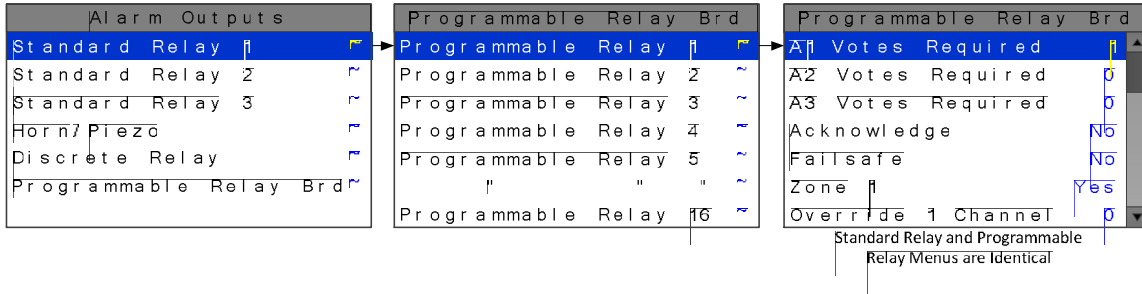 Alarm Outputs
Standard Relay 1 ~
Standard Relay 2 ~
Standard Relay 3 ~
Horn/Piezo ~
Discrete Relay ~
Programmable Relay Brd ~
Programmable Relay Brd
Programmable Relay 1 ~
Programmable Relay 2 ~
Programmable Relay 3 ~
Programmable Relay 4 ~
Programmable Relay 5 ~
" " " ~
Programmable Relay 16 ~
Programmable Relay Brd
A1 Votes Required 1
A2 Votes Required 0
A3 Votes Required 0
Acknowledge No
Failsafe No
Zone 1 Yes
Override 1 Channel 0
Standard Relay and Programmable
Relay Menus are Identical